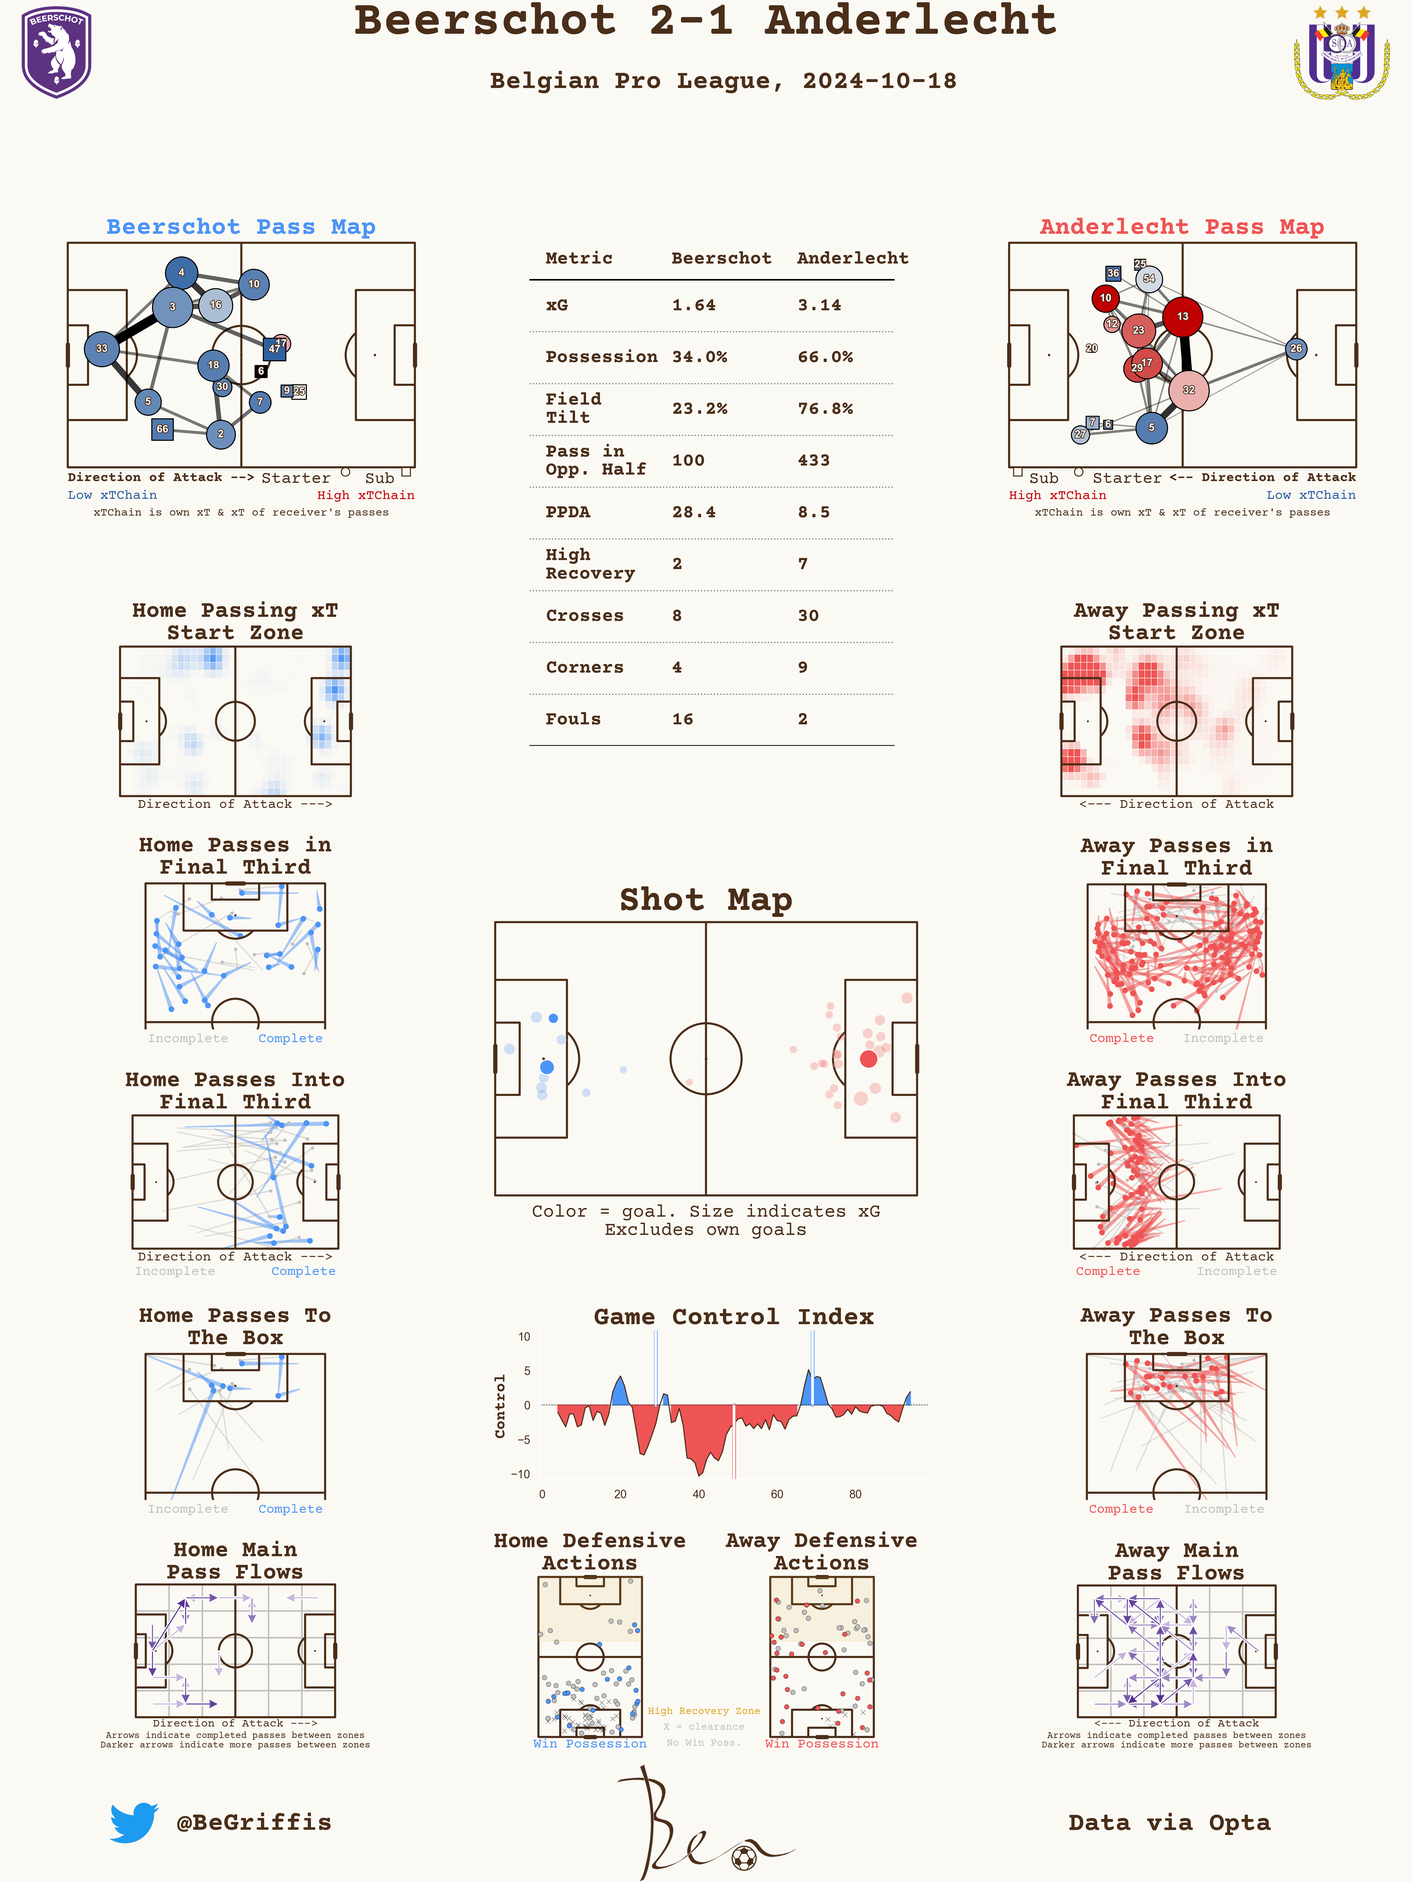 Beerschot 2-1 Anderlecht
Belgian Pro League, 2024-10-18
BEERSCHOT
Beerschot Pass Map
4
10
3
16
33
17
47
18
6
30
9
25
5
7
66
2
Direction of Attack --> Starter Sub
Low xTChain High xTChain
xTChain is own xT & xT of receiver's passes
Metric Beerschot Anderlecht
xG 1.64 3.14
Possession 34.0% 66.0%
Field
Tilt 23.2% 76.8%
Pass in
Opp. Half 100 433
PPDA 28.4 8.5
High
Recovery 2 7
Crosses 8 30
Corners 4 9
Fouls 16 2
Anderlecht Pass Map
25
36
54
10
12
13
23
20
26
17
29
32
7
6
27
5
Sub Starter <-- Direction of Attack
High xTChain Low xTChain
xTChain is own xT & xT of receiver's passes
Home Passing xT
Start Zone
Direction of Attack --->
Away Passing xT
Start Zone
<--- Direction of Attack
Home Passes in
Final Third
Incomplete Complete
Away Passes in
Final Third
Complete Incomplete
Shot Map
Color = goal. Size indicates xG
Excludes own goals
Home Passes Into
Final Third
Direction of Attack --->
Incomplete Complete
Away Passes Into
Final Third
<--- Direction of Attack
Complete Incomplete
Home Passes To
The Box
Incomplete Complete
Game Control Index
Control
10
5
0
−5
−10
0 20 40 60 80
Away Passes To
The Box
Complete Incomplete
Home Main
Pass Flows
Direction of Attack --->
Arrows indicate completed passes between zones
Darker arrows indicate more passes between zones
Home Defensive
Actions
Win Possession
Away Defensive
Actions
Win Possession
High Recovery Zone
X = clearance
No Win Poss.
Away Main
Pass Flows
<--- Direction of Attack
Arrows indicate completed passes between zones
Darker arrows indicate more passes between zones
@BeGriffis
Ben
Data via Opta